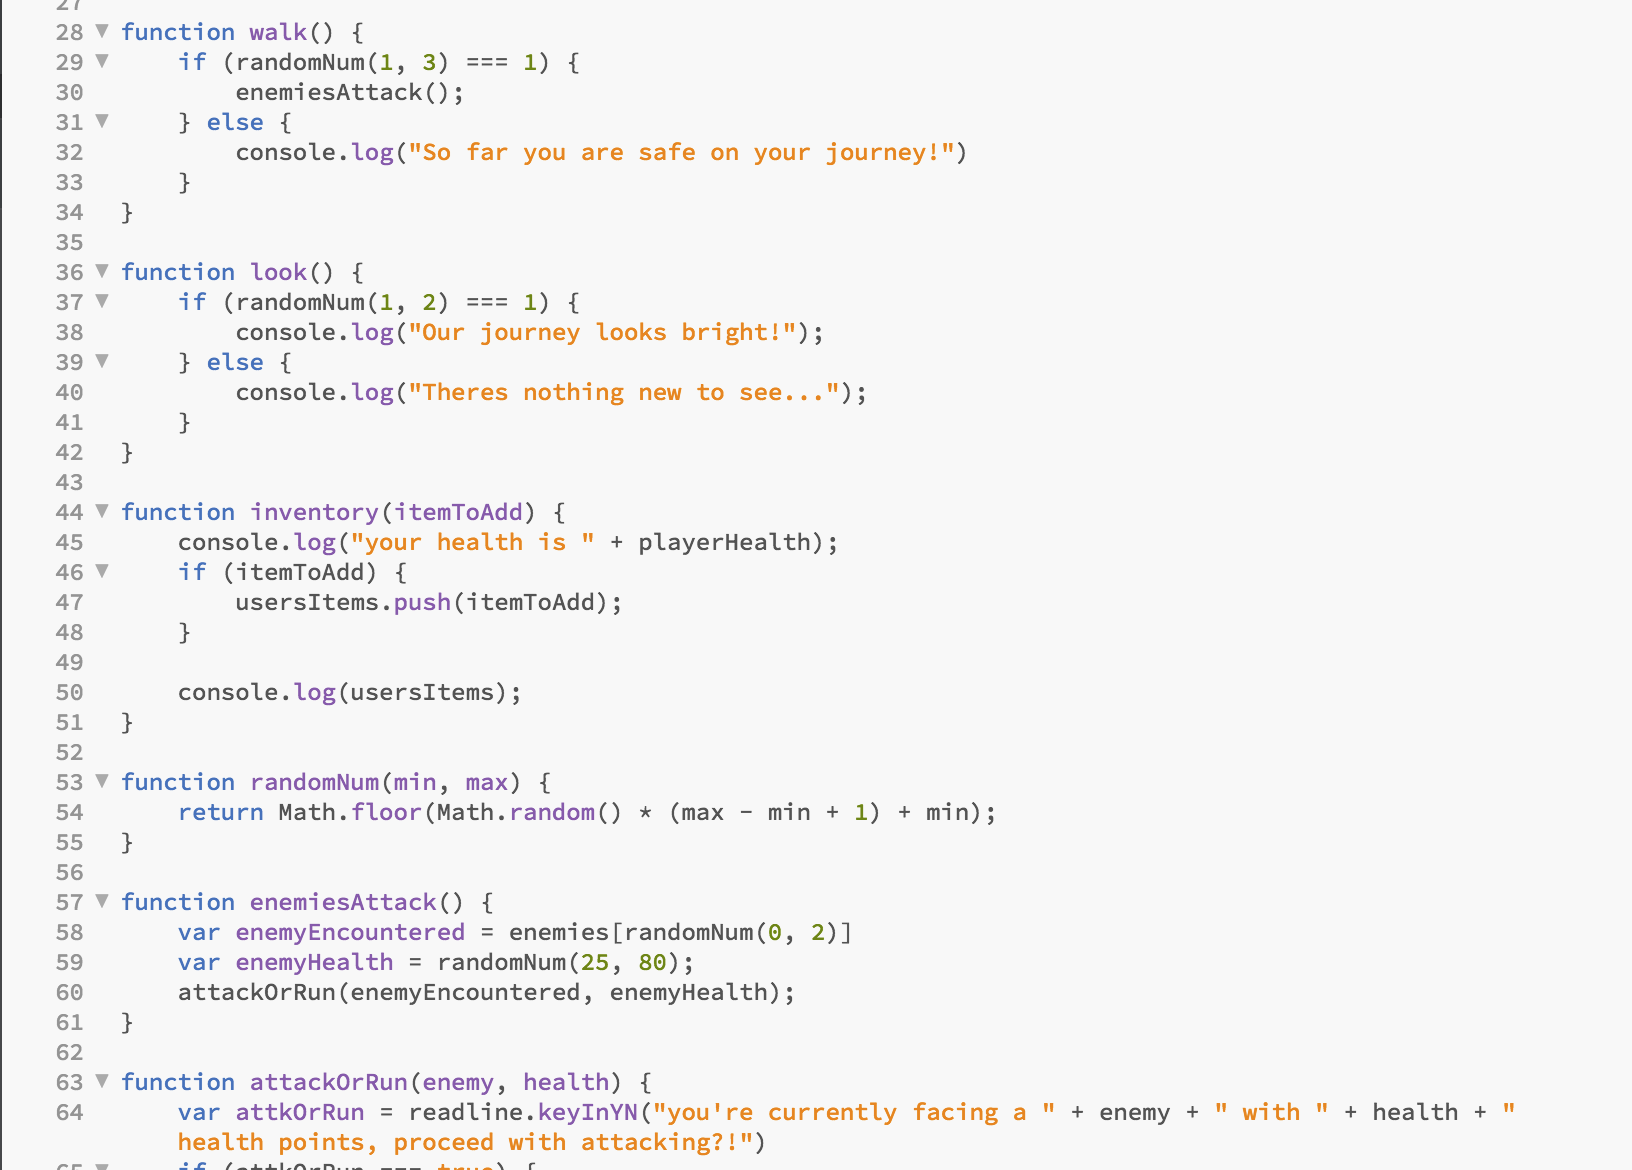 27
28 ▼ function walk() {
29 ▼     if (randomNum(1, 3) === 1) {
30         enemiesAttack();
31 ▼     } else {
32         console.log("So far you are safe on your journey!")
33     }
34 }
35
36 ▼ function look() {
37 ▼     if (randomNum(1, 2) === 1) {
38         console.log("Our journey looks bright!");
39 ▼     } else {
40         console.log("Theres nothing new to see...");
41     }
42 }
43
44 ▼ function inventory(itemToAdd) {
45     console.log("your health is " + playerHealth);
46 ▼     if (itemToAdd) {
47         usersItems.push(itemToAdd);
48     }
49
50     console.log(usersItems);
51 }
52
53 ▼ function randomNum(min, max) {
54     return Math.floor(Math.random() * (max - min + 1) + min);
55 }
56
57 ▼ function enemiesAttack() {
58     var enemyEncountered = enemies[randomNum(0, 2)]
59     var enemyHealth = randomNum(25, 80);
60     attackOrRun(enemyEncountered, enemyHealth);
61 }
62
63 ▼ function attackOrRun(enemy, health) {
64     var attkOrRun = readline.keyInYN("you're currently facing a " + enemy + " with " + health + "
    health points, proceed with attacking?!")
65 ▼     if (attkOrRun === true) {